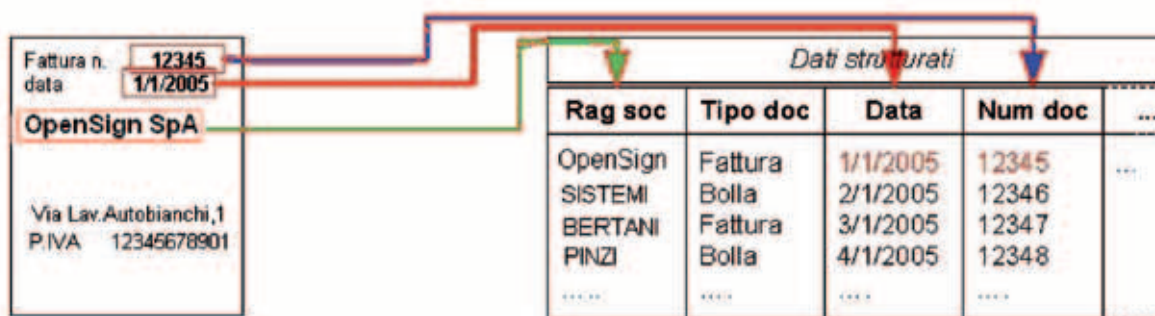 Fattura n. 12345
data 1/1/2005
OpenSign SpA
Via Lav.Autobianchi,1
P.IVA 12345678901
Dati strutturati
Rag soc Tipo doc Data Num doc ...
OpenSign Fattura 1/1/2005 12345 ...
SISTEMI Bolla 2/1/2005 12346
BERTANI Fattura 3/1/2005 12347
PINZI Bolla 4/1/2005 12348
..... .... .... ....